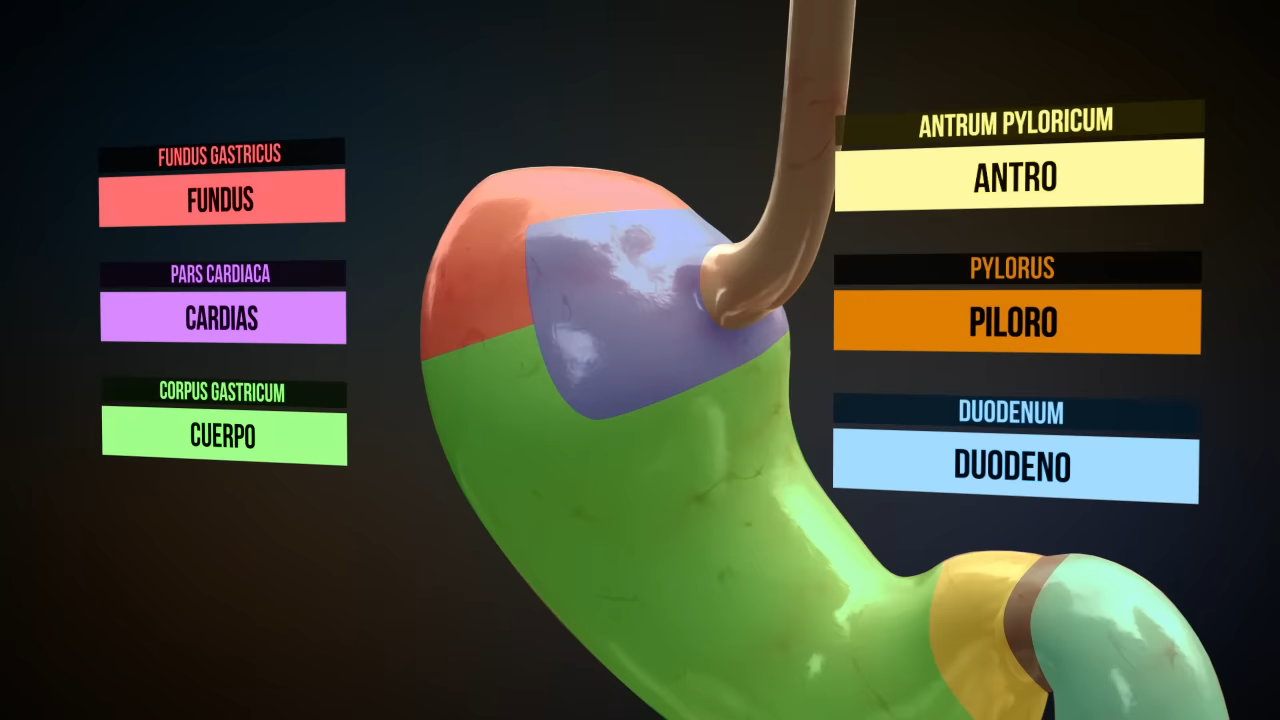 FUNDUS GASTRICUS
FUNDUS
PARS CARDIACA
CARDIAS
CORPUS GASTRICUM
CUERPO
ANTRUM PYLORICUM
ANTRO
PYLORUS
PILORO
DUODENUM
DUODENO